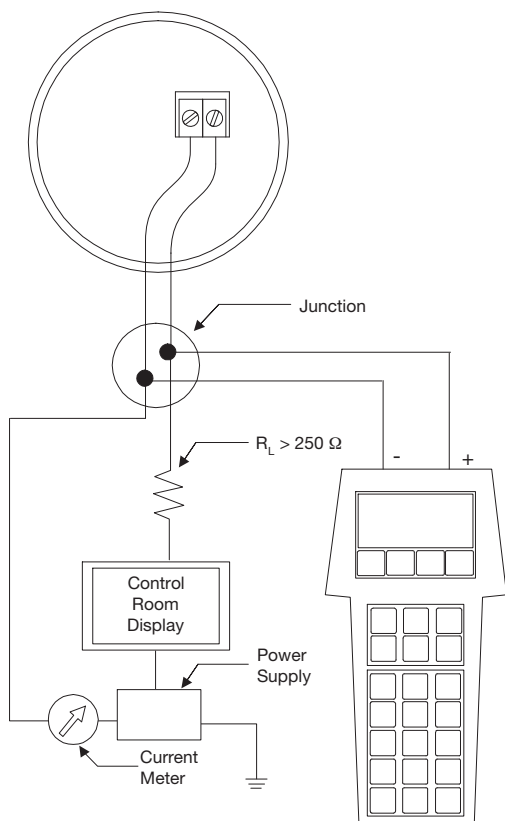 Junction
R_L > 250 Ω
- +
Control
Room
Display
Power
Supply
Current
Meter